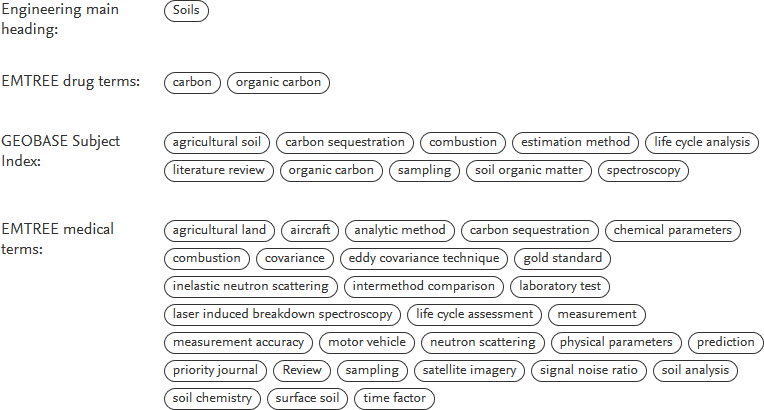 Engineering main heading: Soils
EMTREE drug terms: carbon organic carbon
GEOBASE Subject Index: agricultural soil carbon sequestration combustion estimation method life cycle analysis
literature review organic carbon sampling soil organic matter spectroscopy
EMTREE medical terms: agricultural land aircraft analytic method carbon sequestration chemical parameters
combustion covariance eddy covariance technique gold standard
inelastic neutron scattering intermethod comparison laboratory test
laser induced breakdown spectroscopy life cycle assessment measurement
measurement accuracy motor vehicle neutron scattering physical parameters prediction
priority journal Review sampling satellite imagery signal noise ratio soil analysis
soil chemistry surface soil time factor